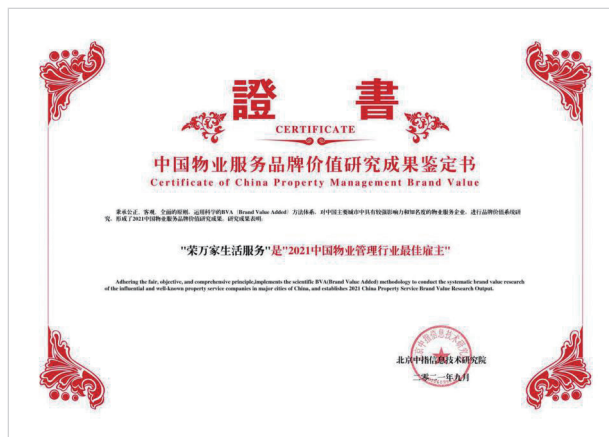 證 書
CERTIFICATE
中国物业服务品牌价值研究成果鉴定书
Certificate of China Property Management Brand Value
秉承公正、客观、全面的原则，运用科学的BVA（Brand Value Added）方法体系，对中国主要城市中具有较强影响力和知名度的物业服务企业，进行品牌价值系统研
究，形成了2021中国物业服务品牌价值研究成果，研究成果表明：
"荣万家生活服务"是"2021中国物业管理行业最佳雇主"
Adhering the fair, objective, and comprehensive principle,implements the scientific BVA(Brand Value Added) methodology to conduct the systematic brand value research
of the influential and well-known property service companies in major cities of China, and establishes 2021 China Property Service Brand Value Research Output.
北京中指信息技术研究院
二零二一年九月